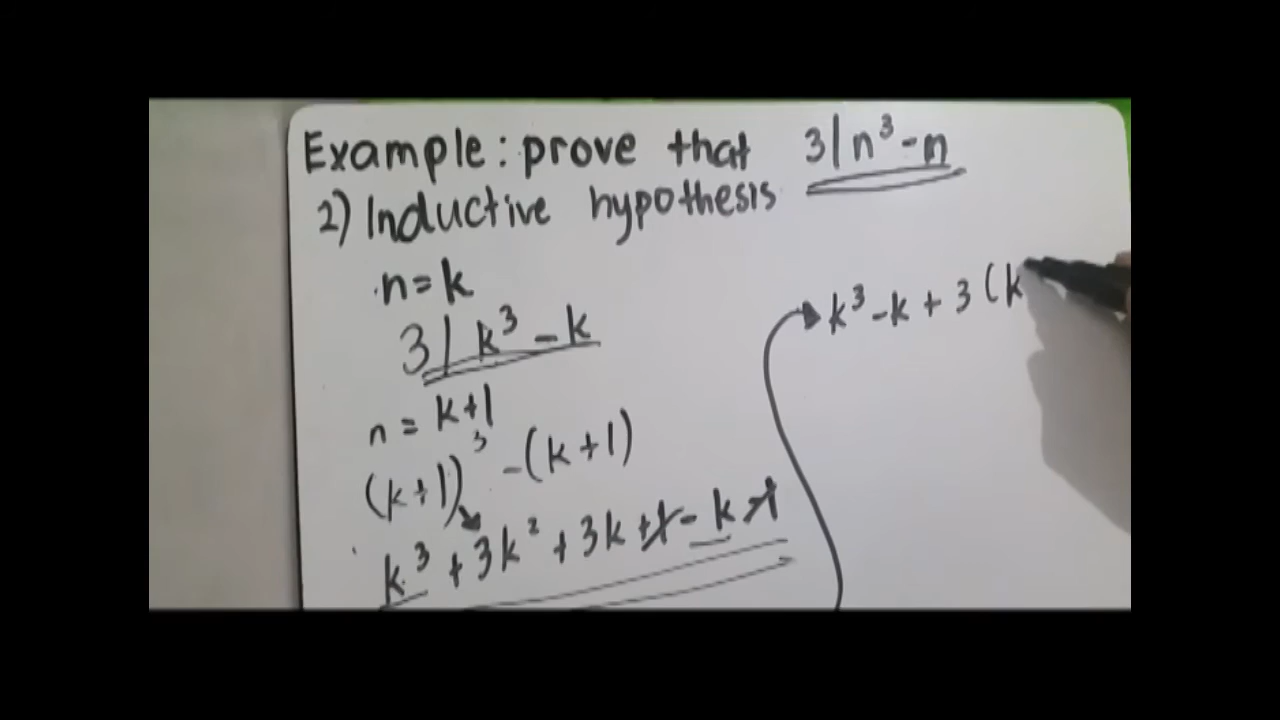 Example: prove that 3|n³-n
2) Inductive hypothesis
n=k
3|k³-k
n=k+1
(k+1)³-(k+1)
k³+3k²+3k+1-k-1
k³-k+3(k